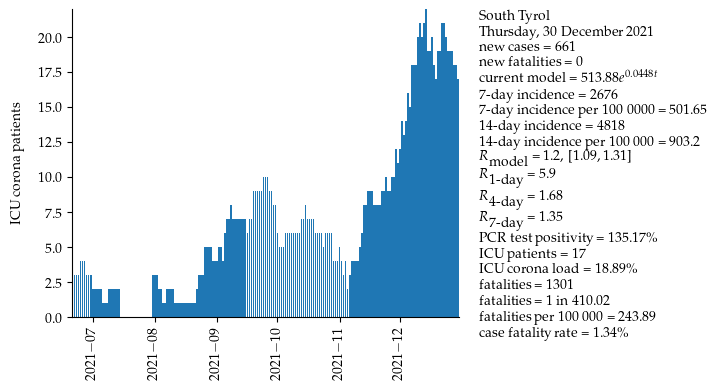 South Tyrol
Thursday, 30 December 2021
new cases = 661
new fatalities = 0
current model = 513.88e^0.0448t
7-day incidence = 2676
7-day incidence per 100 0000 = 501.65
14-day incidence = 4818
14-day incidence per 100 000 = 903.2
R_model = 1.2, [1.09, 1.31]
R_1-day = 5.9
R_4-day = 1.68
R_7-day = 1.35
PCR test positivity = 135.17%
ICU patients = 17
ICU corona load = 18.89%
fatalities = 1301
fatalities = 1 in 410.02
fatalities per 100 000 = 243.89
case fatality rate = 1.34%
ICU corona patients
20.0
17.5
15.0
12.5
10.0
7.5
5.0
2.5
0.0
2021−07
2021−08
2021−09
2021−10
2021−11
2021−12